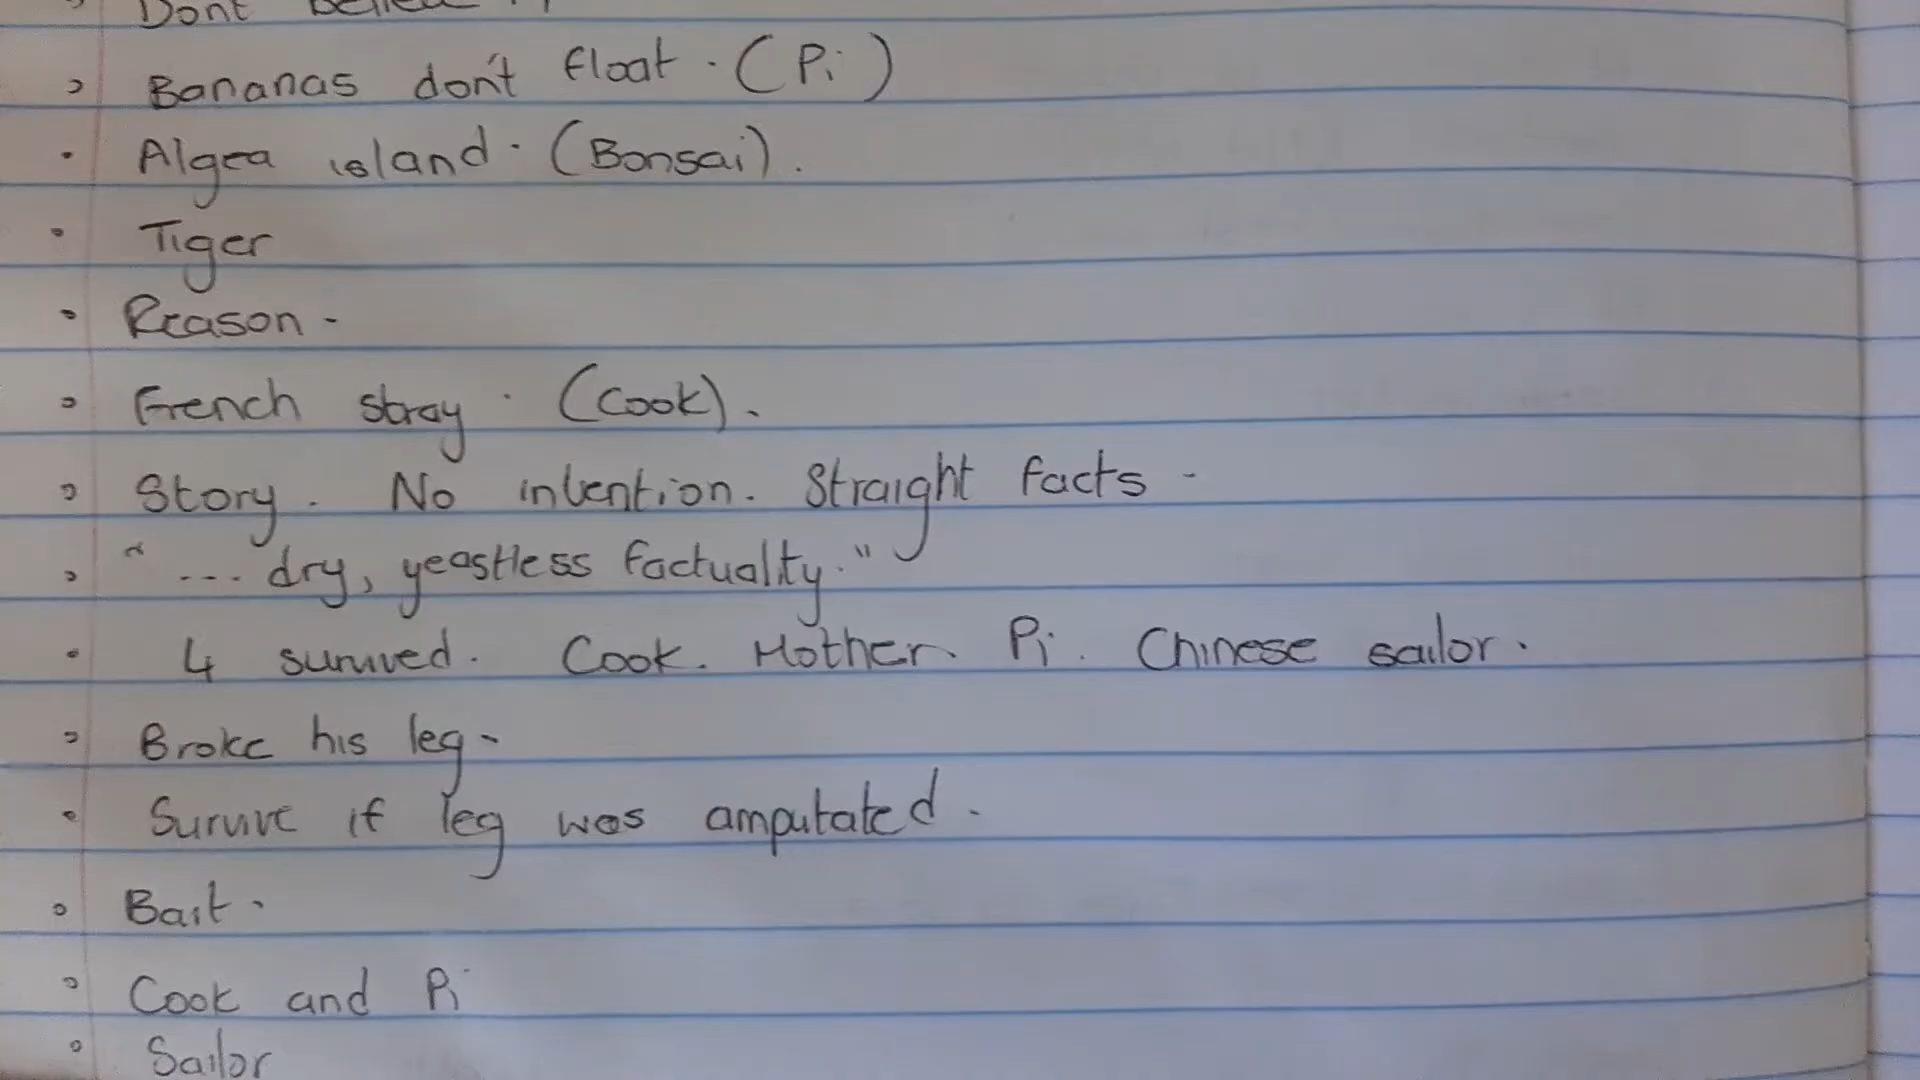 Dont
Bananas don't float. (Pi)
Algea island. (Bonsai).
Tiger
Reason.
French stray. (Cook).
Story. No intention. Straight facts.
"... dry, yeastless factuality."
4 survived. Cook. Mother. Pi. Chinese sailor.
Broke his leg.
Survive if leg was amputated.
Bait.
Cook and Pi
Sailor